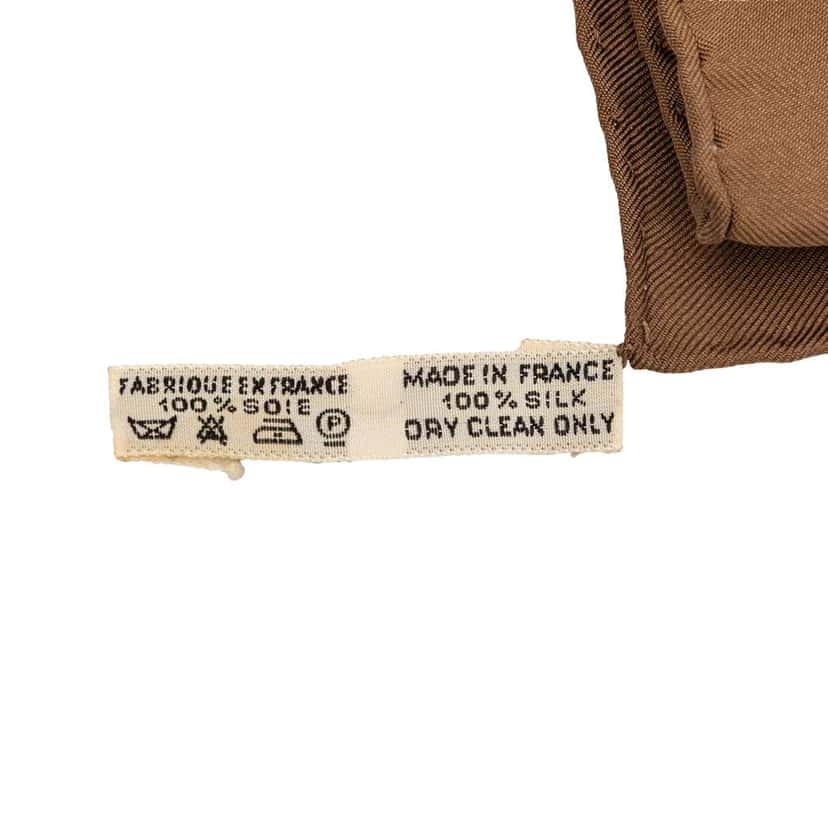 FABRIQUE EN FRANCE
100% SOIE
P
MADE IN FRANCE
100% SILK
DRY CLEAN ONLY